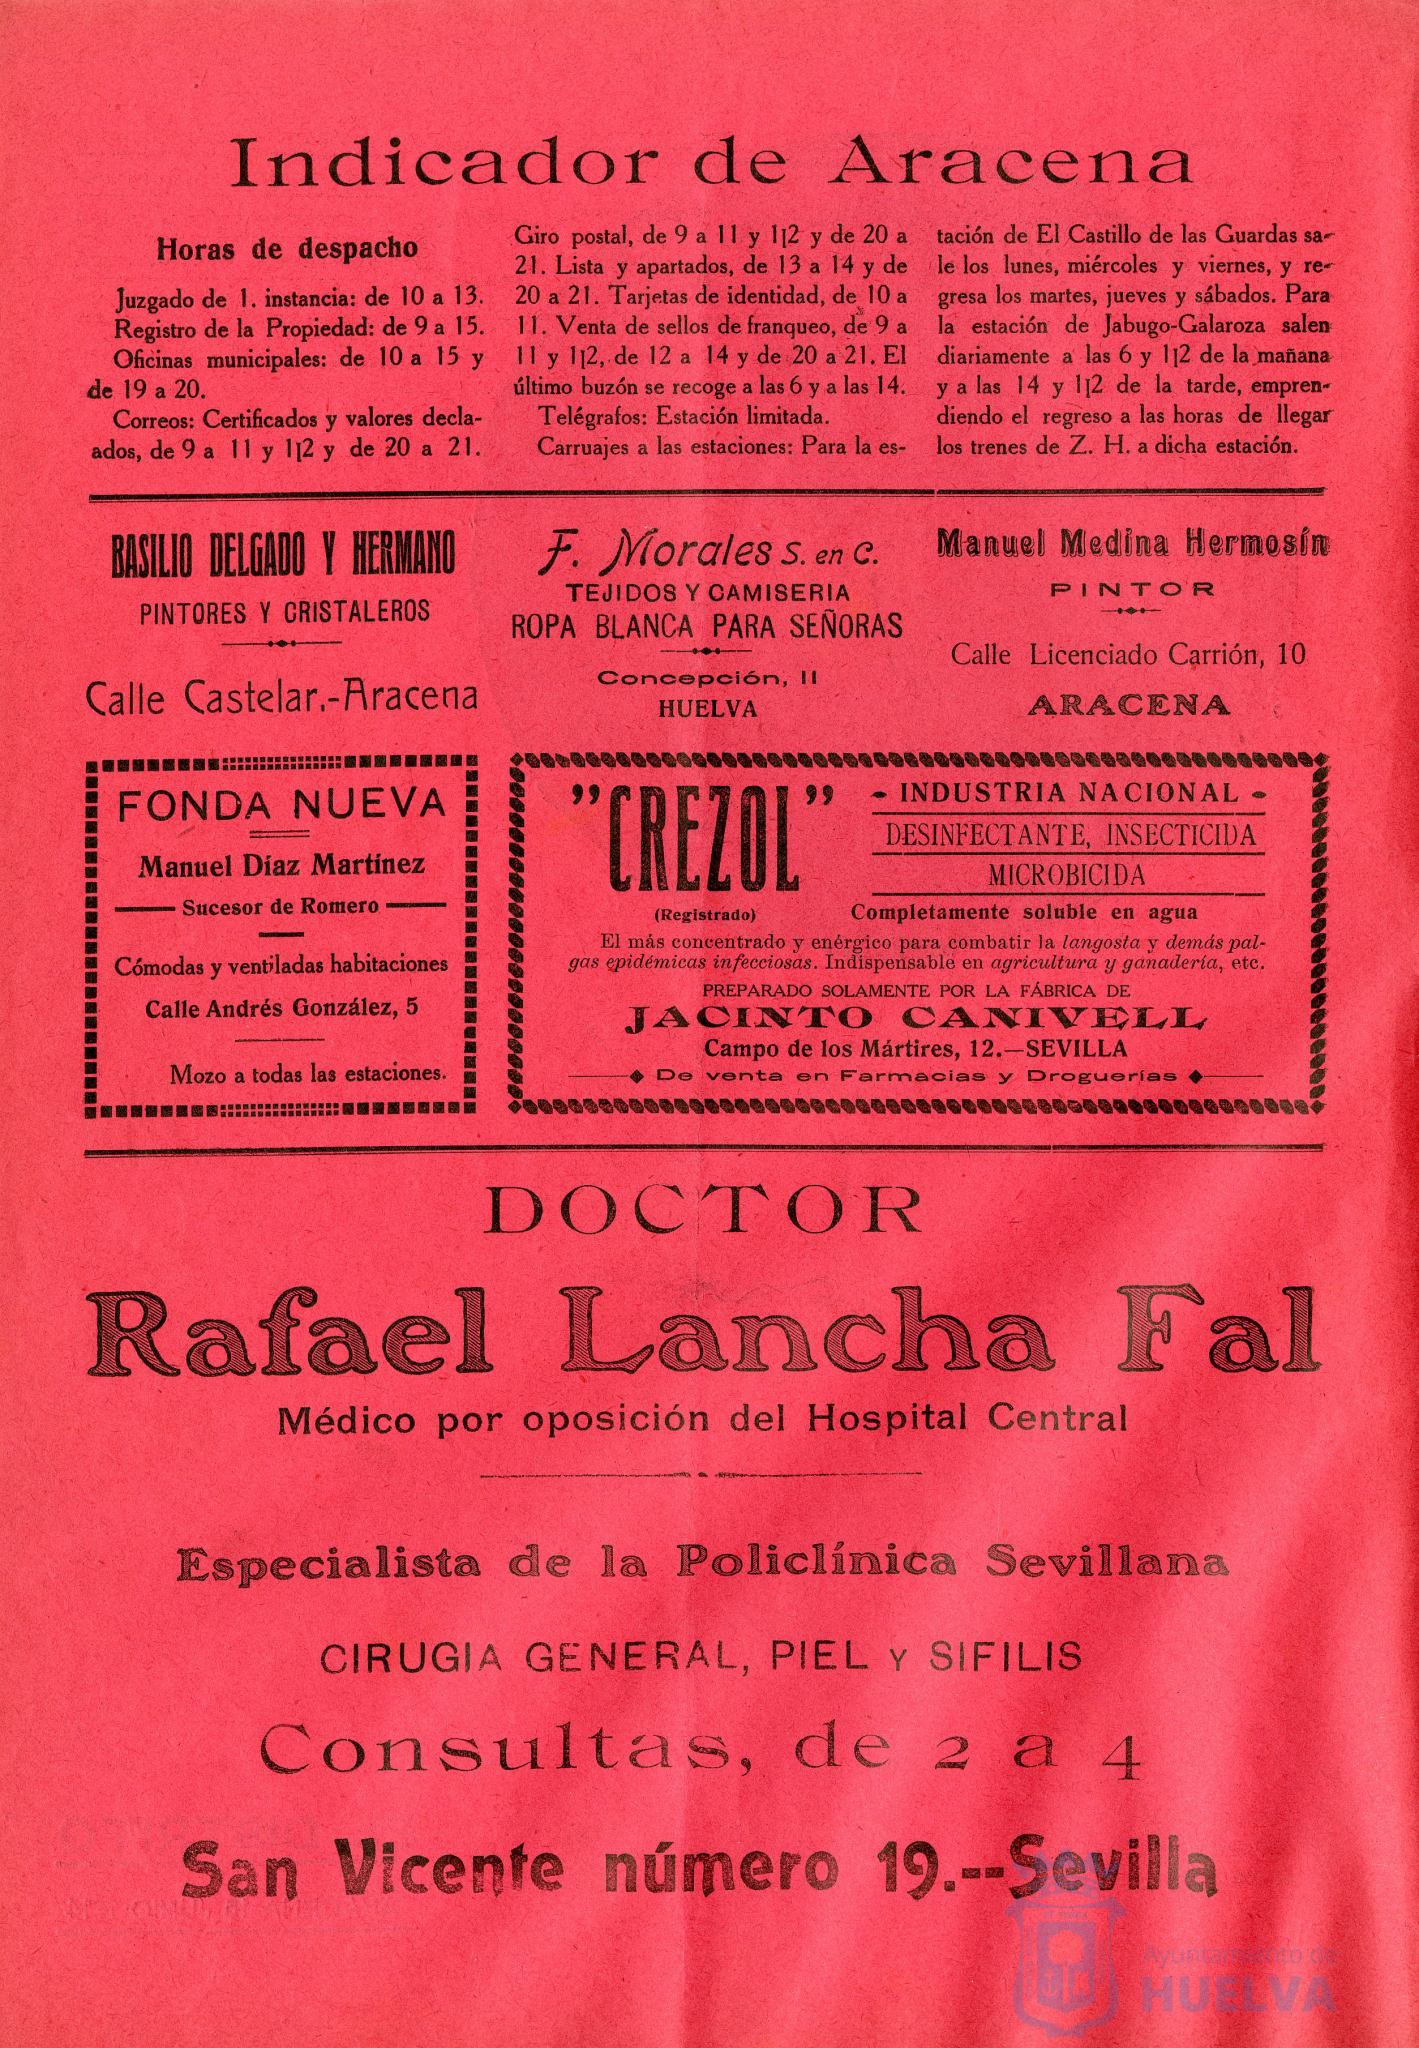 Indicador de Aracena
Horas de despacho
Juzgado de 1. instancia: de 10 a 13.
Registro de la Propiedad: de 9 a 15.
Oficinas municipales: de 10 a 15 y
de 19 a 20.
Correos: Certificados y valores decla-
ados, de 9 a 11 y 1|2 y de 20 a 21.
Giro postal, de 9 a 11 y 1|2 y de 20 a
21. Lista y apartados, de 13 a 14 y de
20 a 21. Tarjetas de identidad, de 10 a
11. Venta de sellos de franqueo, de 9 a
11 y 1|2, de 12 a 14 y de 20 a 21. El
último buzón se recoge a las 6 y a las 14.
Telégrafos: Estación limitada.
Carruajes a las estaciones: Para la es-
tación de El Castillo de las Guardas sa-
le los lunes, miércoles y viernes, y re-
gresa los martes, jueves y sábados. Para
la estación de Jabugo-Galaroza salen
diariamente a las 6 y 1|2 de la mañana
y a las 14 y 1|2 de la tarde, empren-
diendo el regreso a las horas de llegar
los trenes de Z. H. a dicha estación.
BASILIO DELGADO Y HERMANO
PINTORES Y CRISTALEROS
Calle Castelar.-Aracena
F. Morales S. en C.
TEJIDOS Y CAMISERIA
ROPA BLANCA PARA SEÑORAS
Concepción, 11
HUELVA
Manuel Medina Hermosín
PINTOR
Calle Licenciado Carrión, 10
ARACENA
FONDA NUEVA
Manuel Díaz Martínez
Sucesor de Romero
Cómodas y ventiladas habitaciones
Calle Andrés González, 5
Mozo a todas las estaciones.
"CREZOL"
(Registrado)
- INDUSTRIA NACIONAL -
DESINFECTANTE, INSECTICIDA
MICROBICIDA
Completamente soluble en agua
El más concentrado y enérgico para combatir la langosta y demás pal-
gas epidémicas infecciosas. Indispensable en agricultura y ganadería, etc.
PREPARADO SOLAMENTE POR LA FÁBRICA DE
JACINTO CANIVELL
Campo de los Mártires, 12.—SEVILLA
De venta en Farmacias y Droguerías
DOCTOR
Rafael Lancha Fal
Médico por oposición del Hospital Central
Especialista de la Policlínica Sevillana
CIRUGIA GENERAL, PIEL Y SIFILIS
Consultas, de 2 a 4
San Vicente número 19.--Sevilla
Ayuntamiento de
HUELVA